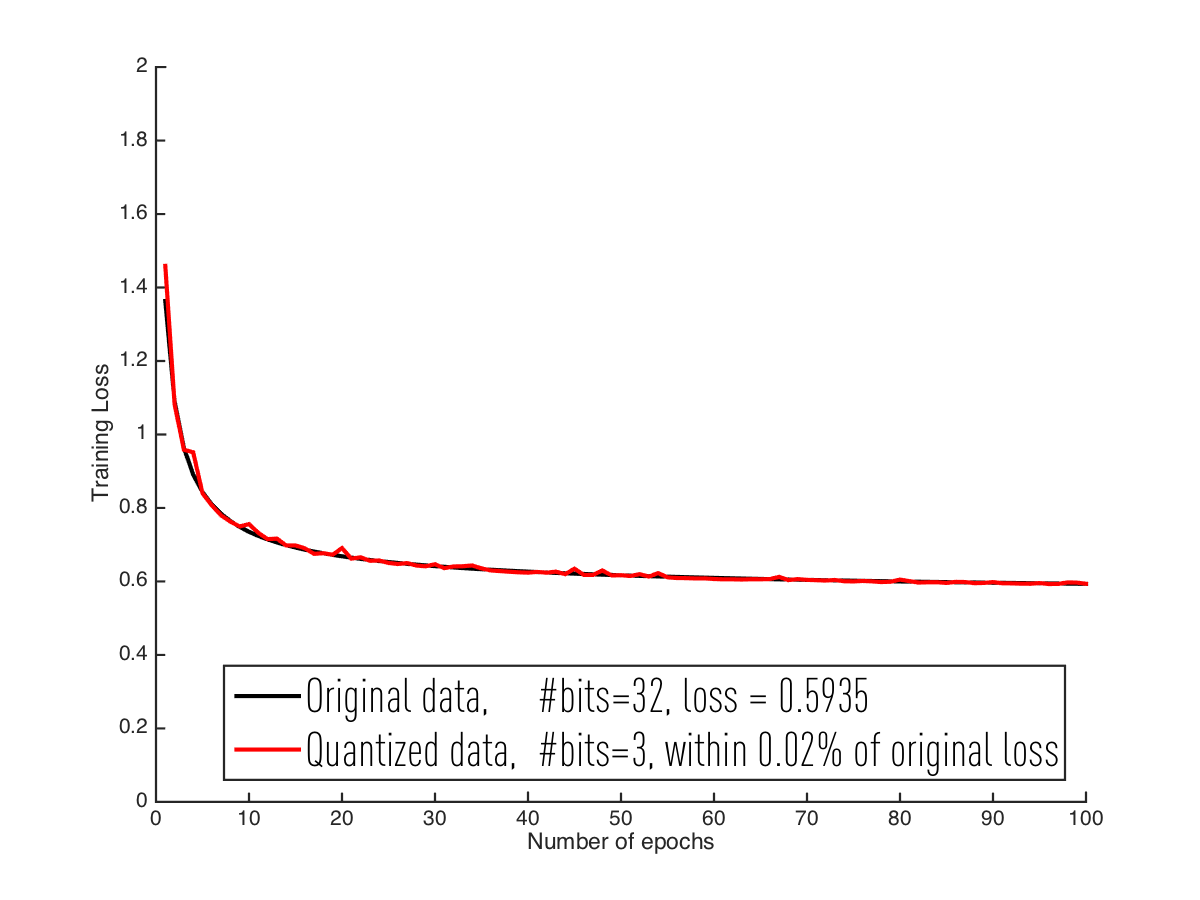 2
1.8
1.6
1.4
1.2
1
0.8
0.6
0.4
0.2
0
Training Loss
Original data, #bits=32, loss = 0.5935
Quantized data, #bits=3, within 0.02% of original loss
0 10 20 30 40 50 60 70 80 90 100
Number of epochs